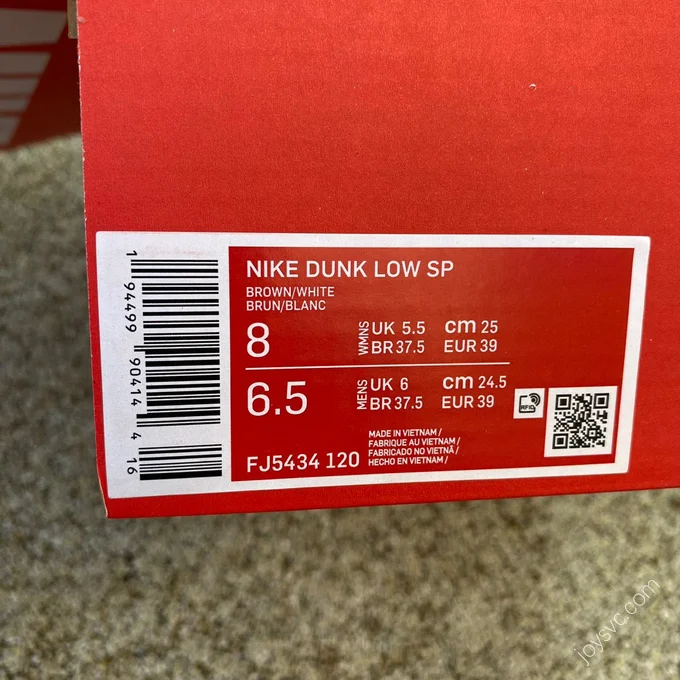 NIKE DUNK LOW SP
BROWN/WHITE
BRUN/BLANC
8 WMNS UK 5.5 cm 25
BR 37.5 EUR 39
6.5 MENS UK 6 cm 24.5
BR 37.5 EUR 39
RFID
FJ5434 120
MADE IN VIETNAM /
FABRIQUE AU VIETNAM /
FABRICADO NO VIETNÃ /
HECHO EN VIETNAM /
1 94499 90414 4 16
joysvc.com